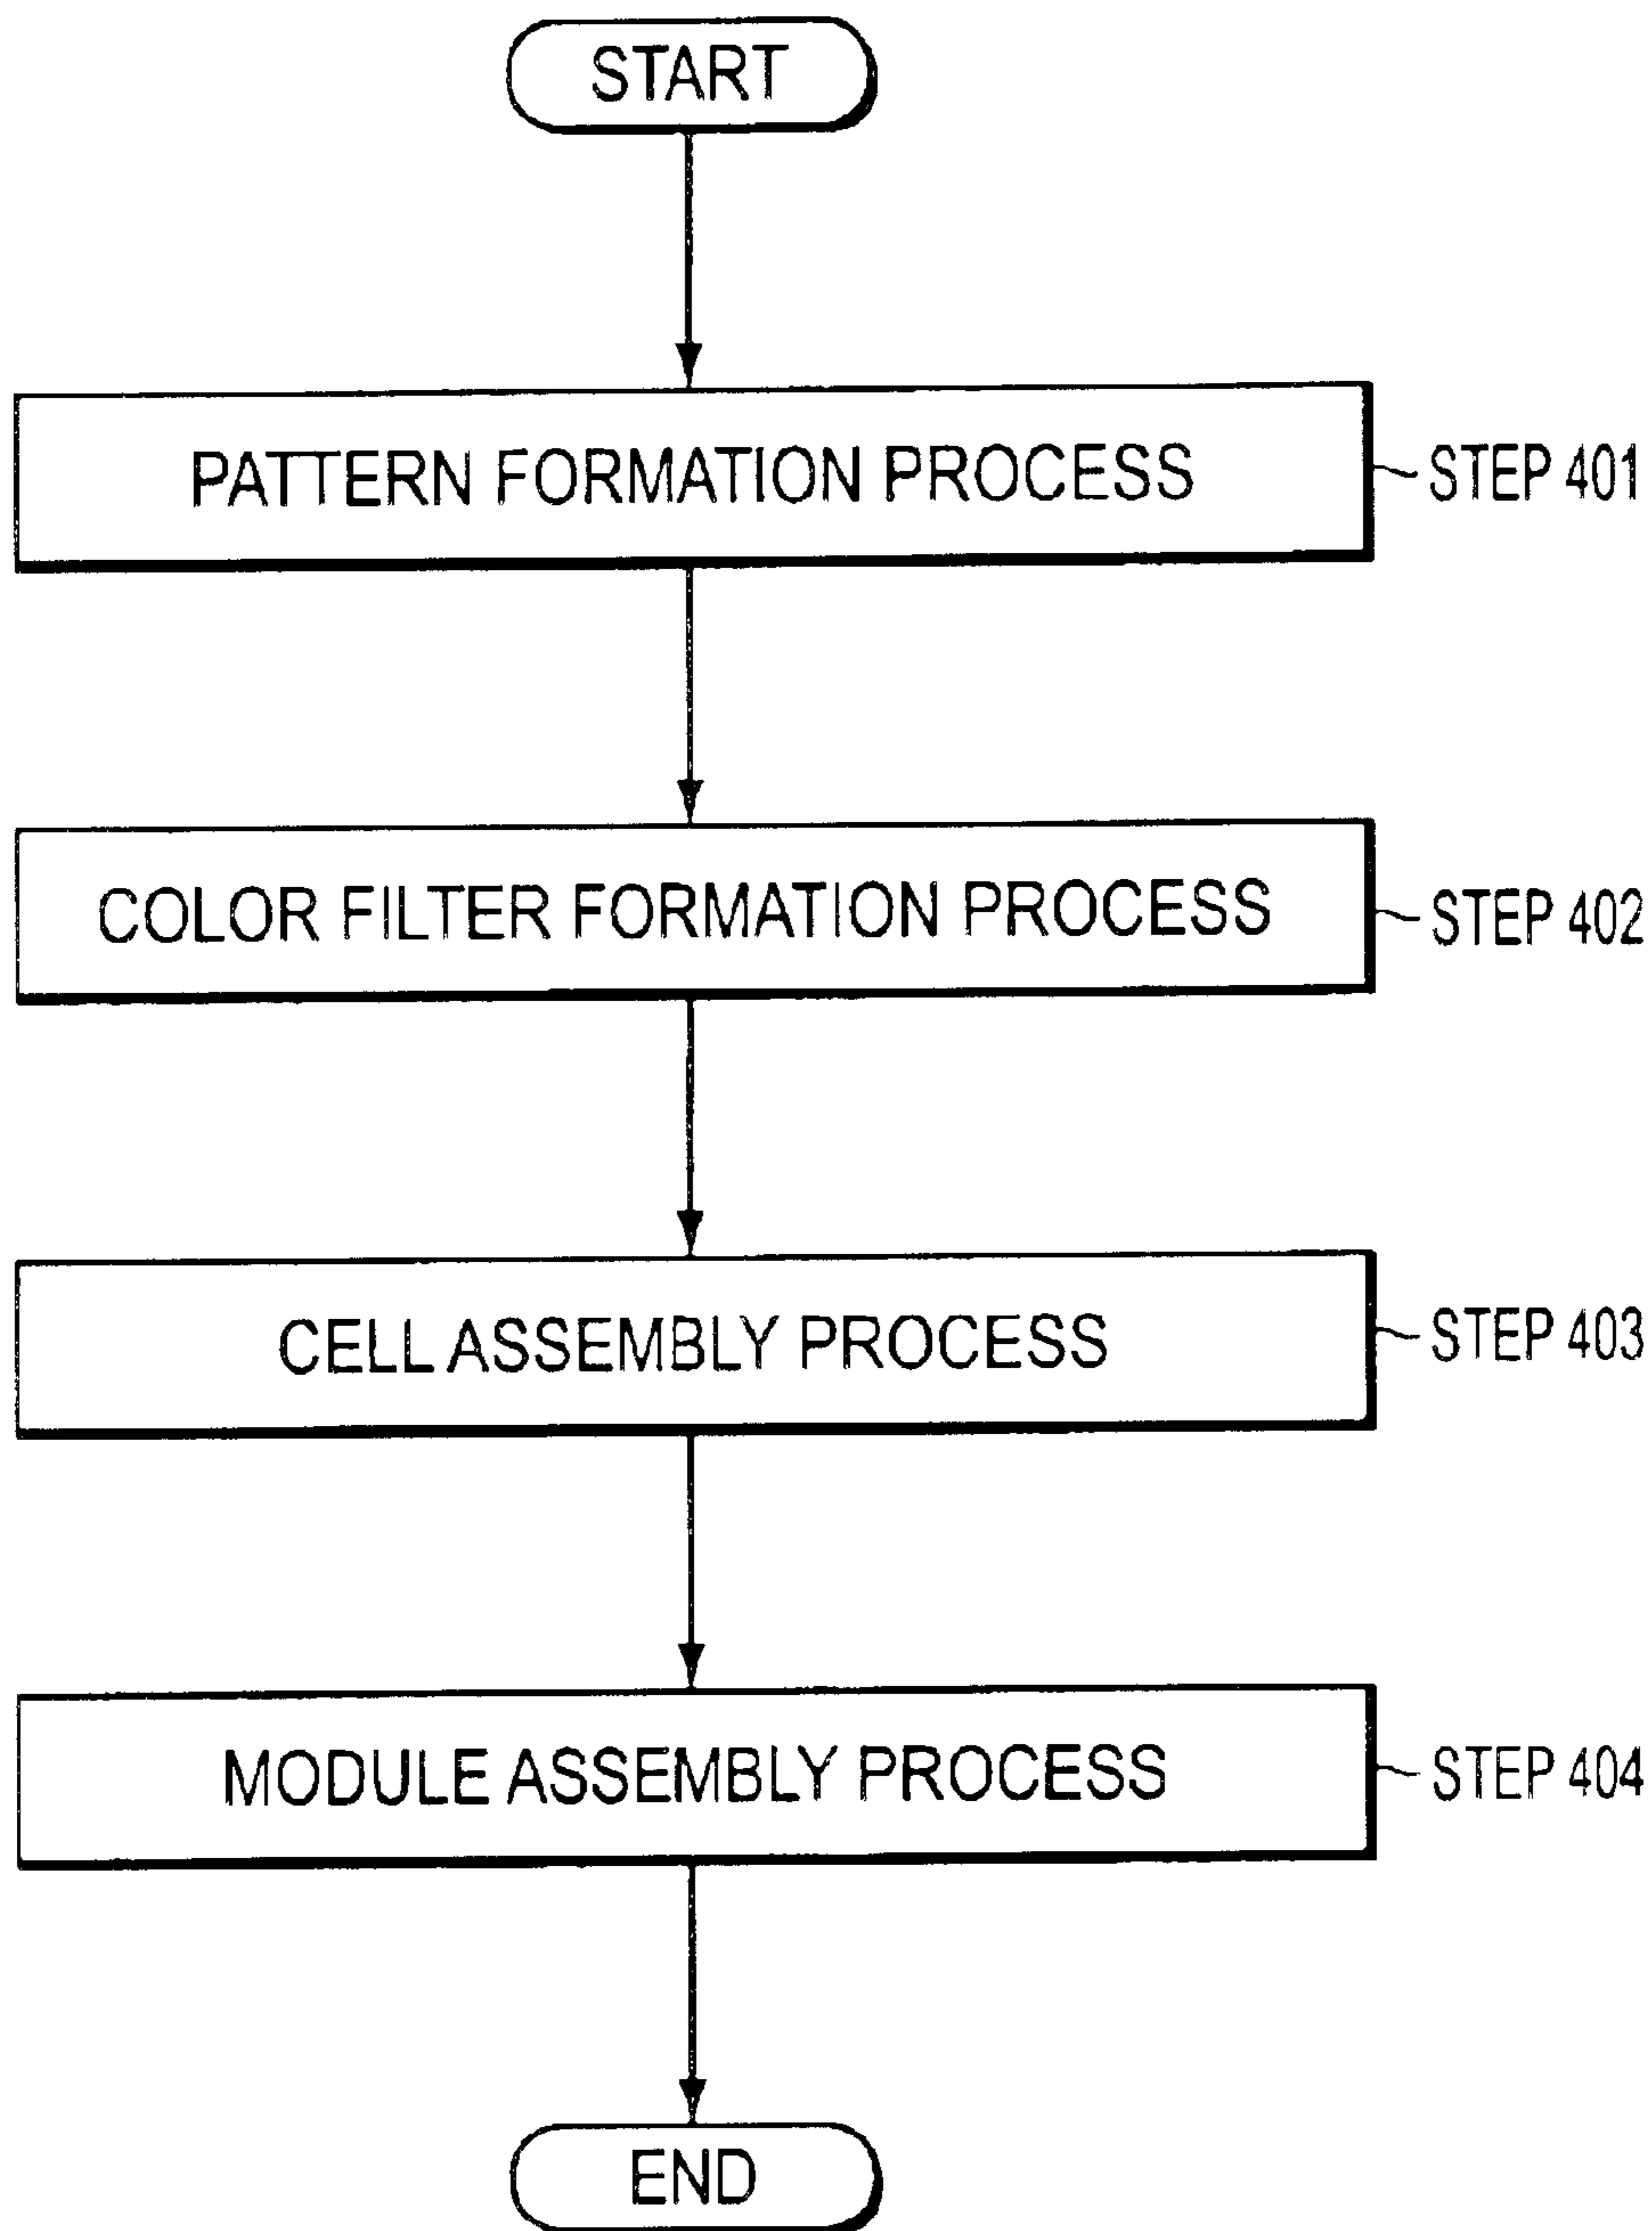 START
PATTERN FORMATION PROCESS
STEP 401
COLOR FILTER FORMATION PROCESS
STEP 402
CELL ASSEMBLY PROCESS
STEP 403
MODULE ASSEMBLY PROCESS
STEP 404
END